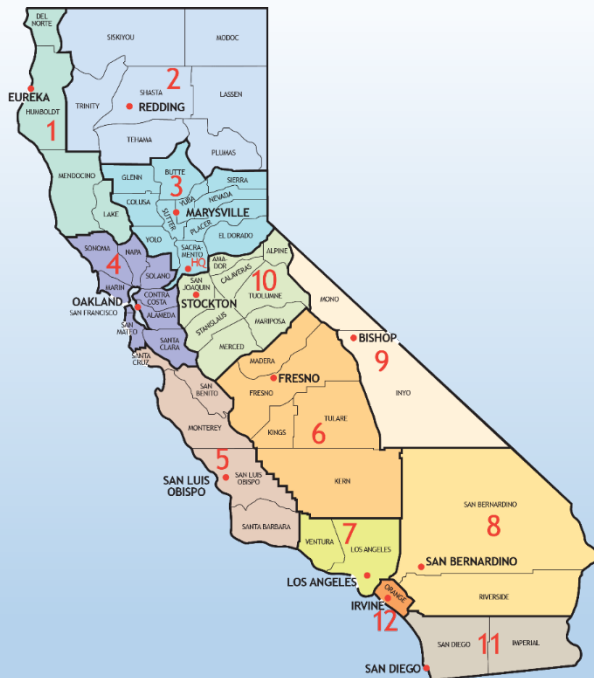 DEL
NORTE
SISKIYOU
MODOC
2
EUREKA
SHASTA
REDDING
LASSEN
HUMBOLDT
TRINITY
1
TEHAMA
PLUMAS
MENDOCINO
GLENN
BUTTE
SIERRA
3
LAKE
COLUSA
YUBA
NEVADA
SUTTER
MARYSVILLE
PLACER
YOLO
EL DORADO
SONOMA
NAPA
SACRA-
MENTO
HQ
AMA-
DOR
ALPINE
4
SOLANO
CALAVERAS
10
MARIN
SAN
JOAQUIN
TUOLUMNE
OAKLAND
SAN FRANCISCO
CONTRA
COSTA
STOCKTON
MONO
ALAMEDA
STANISLAUS
MARIPOSA
SAN
MATEO
SANTA
CLARA
MERCED
BISHOP
9
SANTA
CRUZ
MADERA
FRESNO
INYO
SAN
BENITO
FRESNO
TULARE
MONTEREY
KINGS
6
5
SAN LUIS
OBISPO
SAN LUIS
OBISPO
KERN
SAN BERNARDINO
SANTA BARBARA
7
8
VENTURA
LOS ANGELES
SAN BERNARDINO
LOS ANGELES
ORANGE
RIVERSIDE
IRVINE
12
SAN DIEGO
11
IMPERIAL
SAN DIEGO